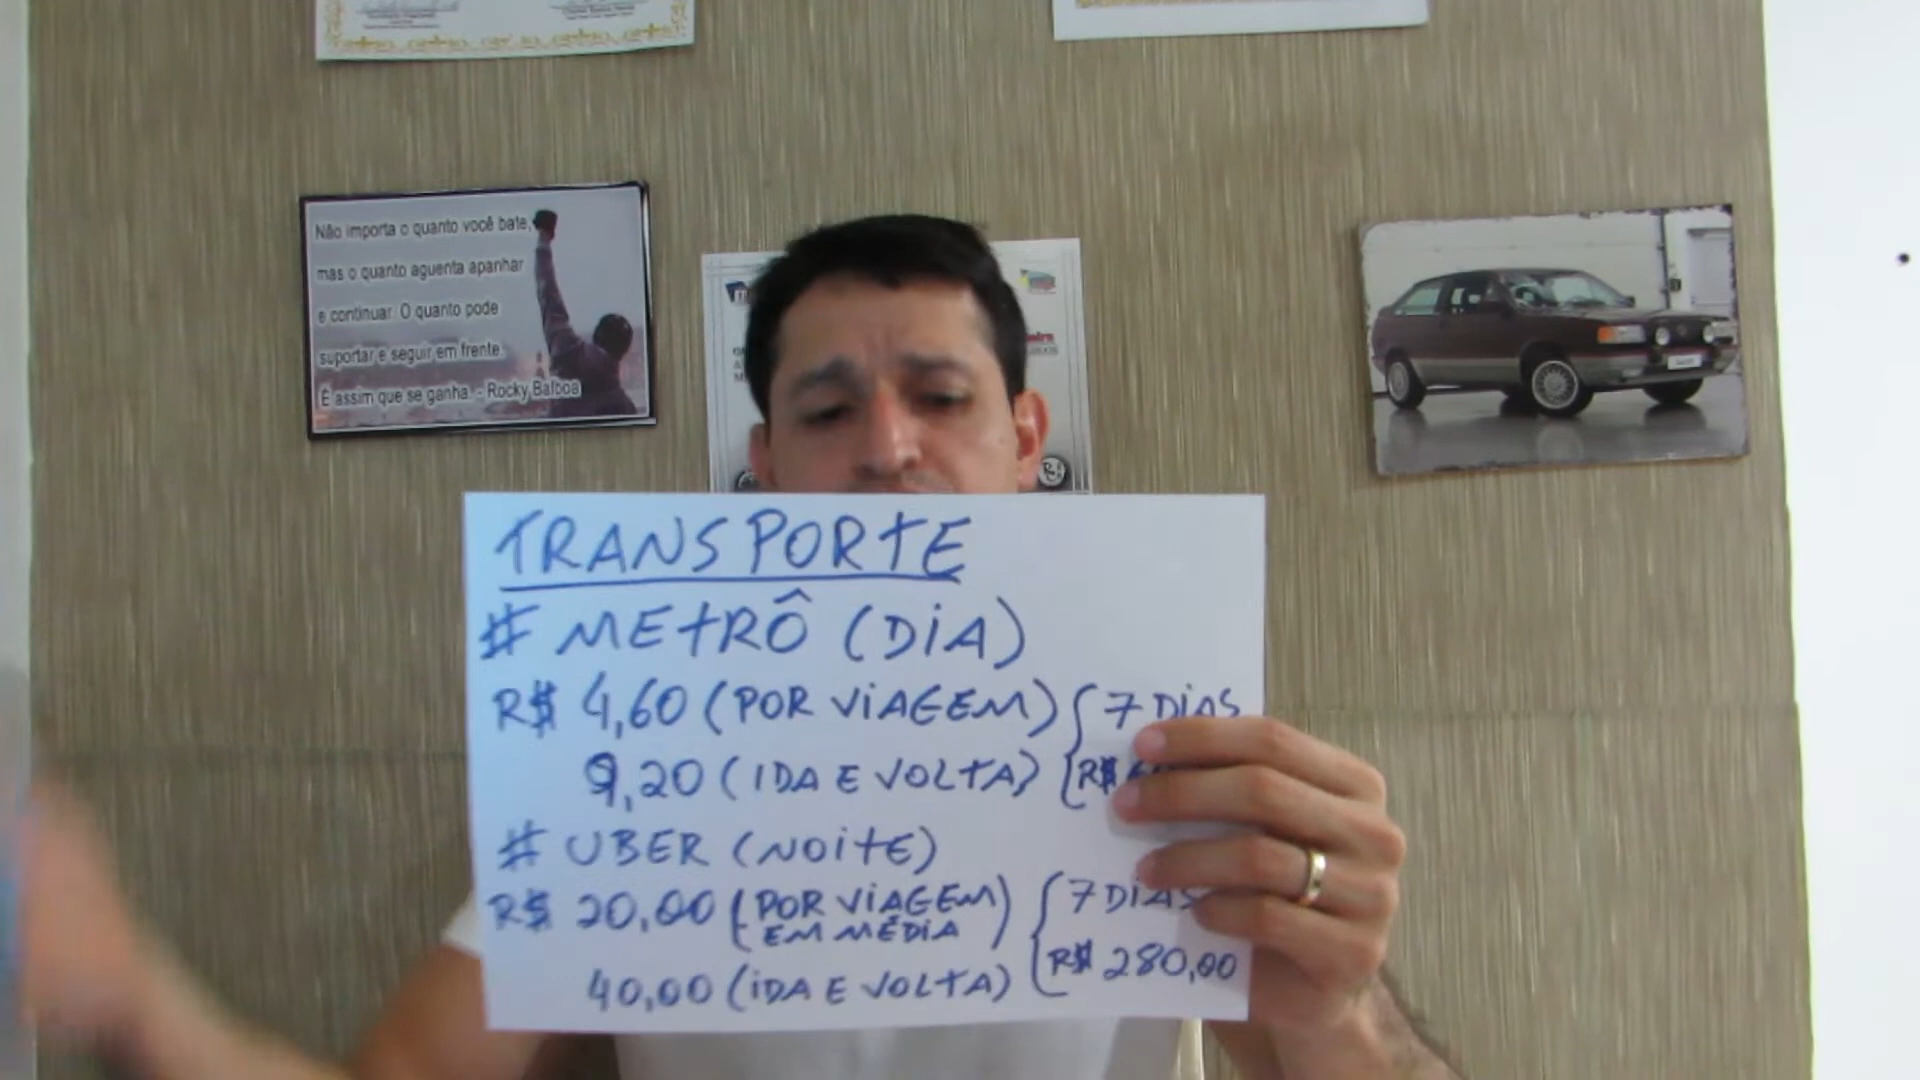 Não importa o quanto você bate,
mas o quanto aguenta apanhar
e continuar. O quanto pode
suportar e seguir em frente.
É assim que se ganha. - Rocky Balboa
TRANSPORTE
# METRÔ (DIA)
R$ 4,60 (POR VIAGEM) 7 DIAS
9,20 (IDA E VOLTA) R$
# UBER (NOITE)
R$ 20,00 (POR VIAGEM 7 DIAS
EM MÉDIA)
R$ 280,00
40,00 (IDA E VOLTA)